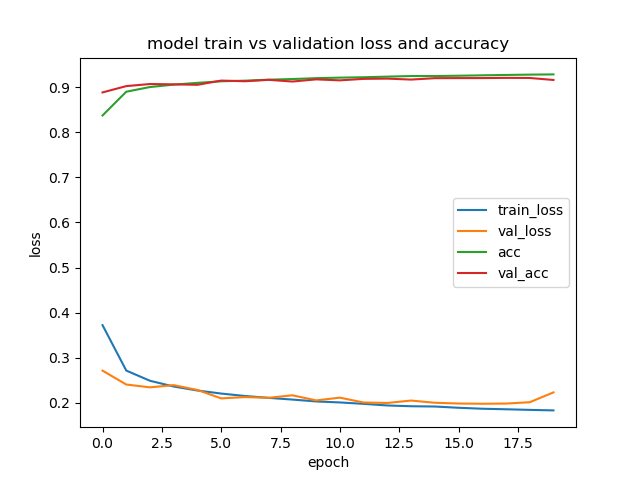 model train vs validation loss and accuracy
0.9
0.8
0.7
0.6
0.5
0.4
0.3
0.2
loss
train_loss
val_loss
acc
val_acc
0.0 2.5 5.0 7.5 10.0 12.5 15.0 17.5
epoch